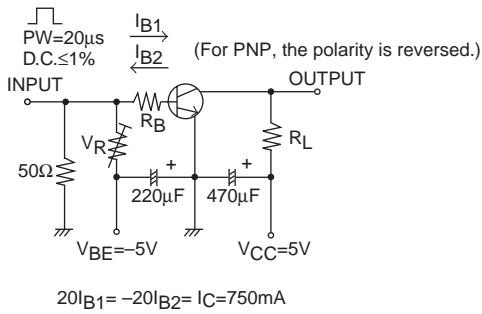 PW=20μs
D.C.≤1%
IB1
IB2
(For PNP, the polarity is reversed.)
INPUT
OUTPUT
RB
VR
RL
50Ω
+
+
220μF
470μF
VBE=–5V
VCC=5V
20IB1= –20IB2= IC=750mA